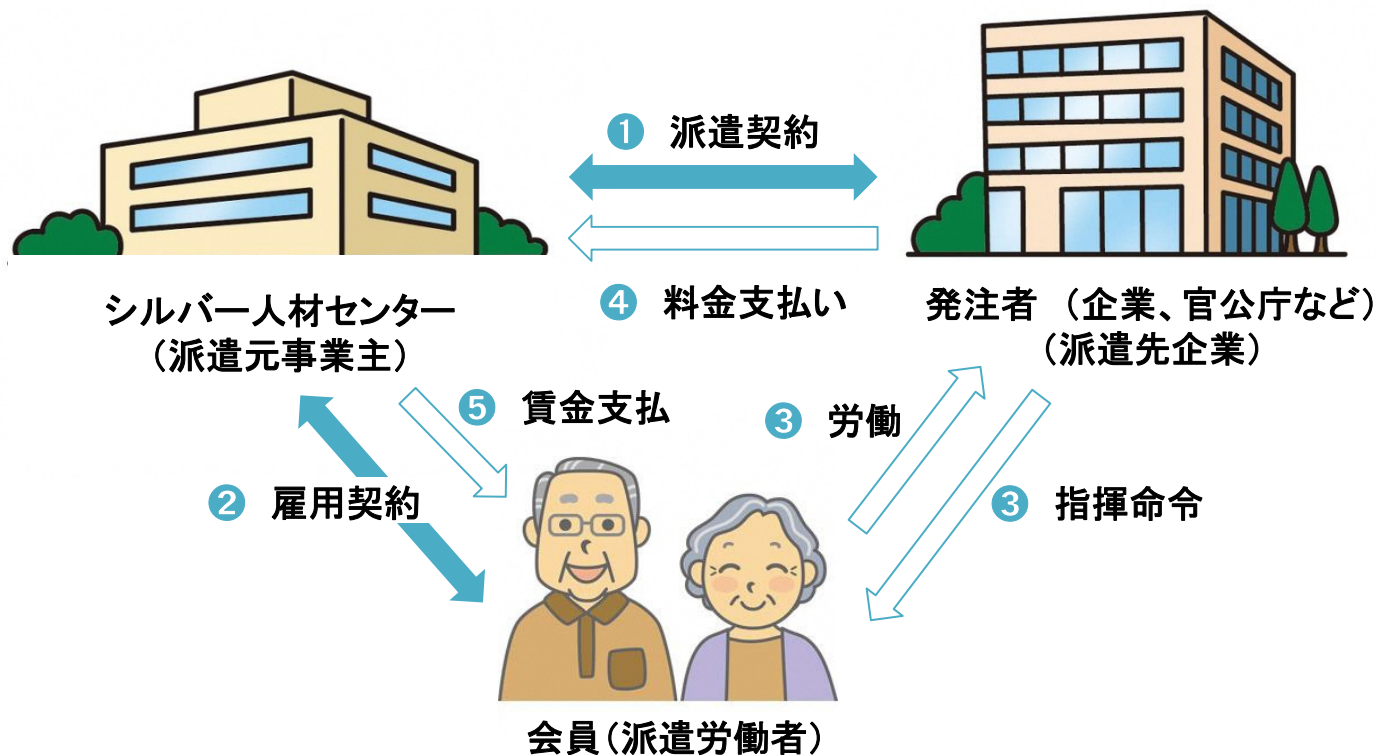 ❶ 派遣契約
❹ 料金支払い
シルバー人材センター
（派遣元事業主）
発注者 （企業、官公庁など）
（派遣先企業）
❺ 賃金支払
❸ 労働
❷ 雇用契約
❸ 指揮命令
会員（派遣労働者）